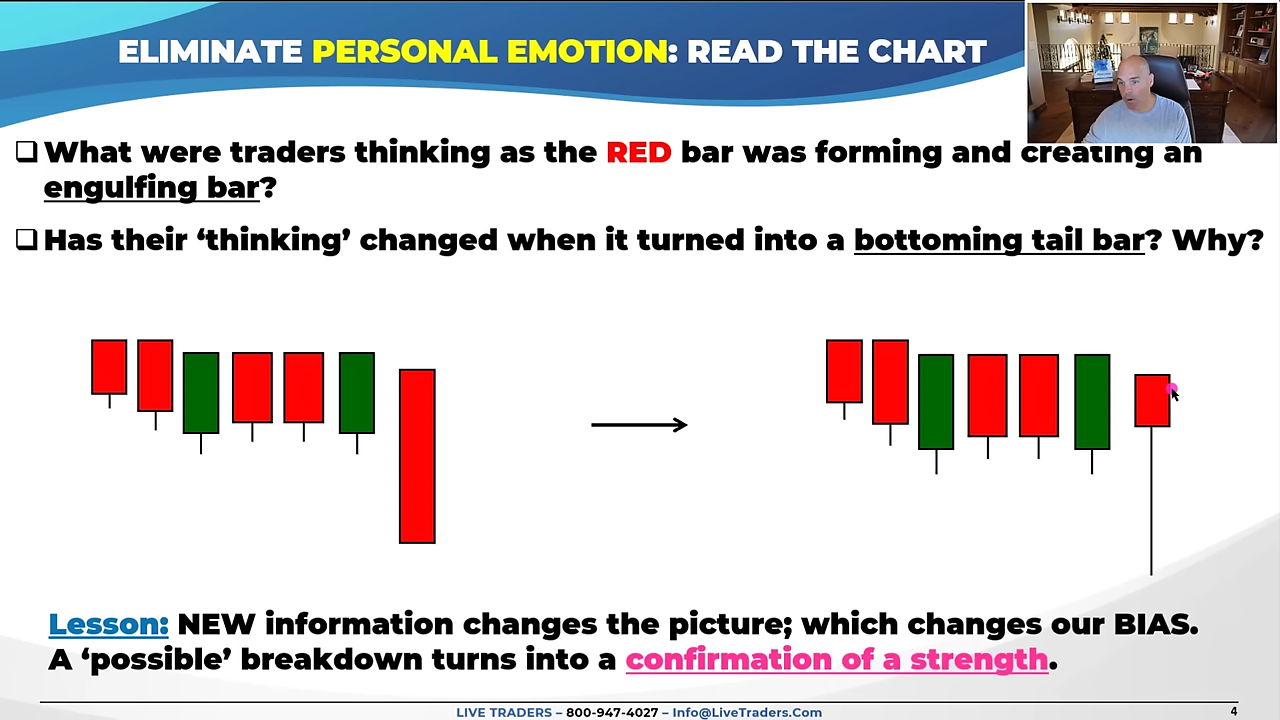 ELIMINATE PERSONAL EMOTION: READ THE CHART
❑ What were traders thinking as the RED bar was forming and creating an
engulfing bar?
❑ Has their ‘thinking’ changed when it turned into a bottoming tail bar? Why?
Lesson: NEW information changes the picture; which changes our BIAS.
A ‘possible’ breakdown turns into a confirmation of a strength.
LIVE TRADERS – 800-947-4027 – Info@LiveTraders.Com
4